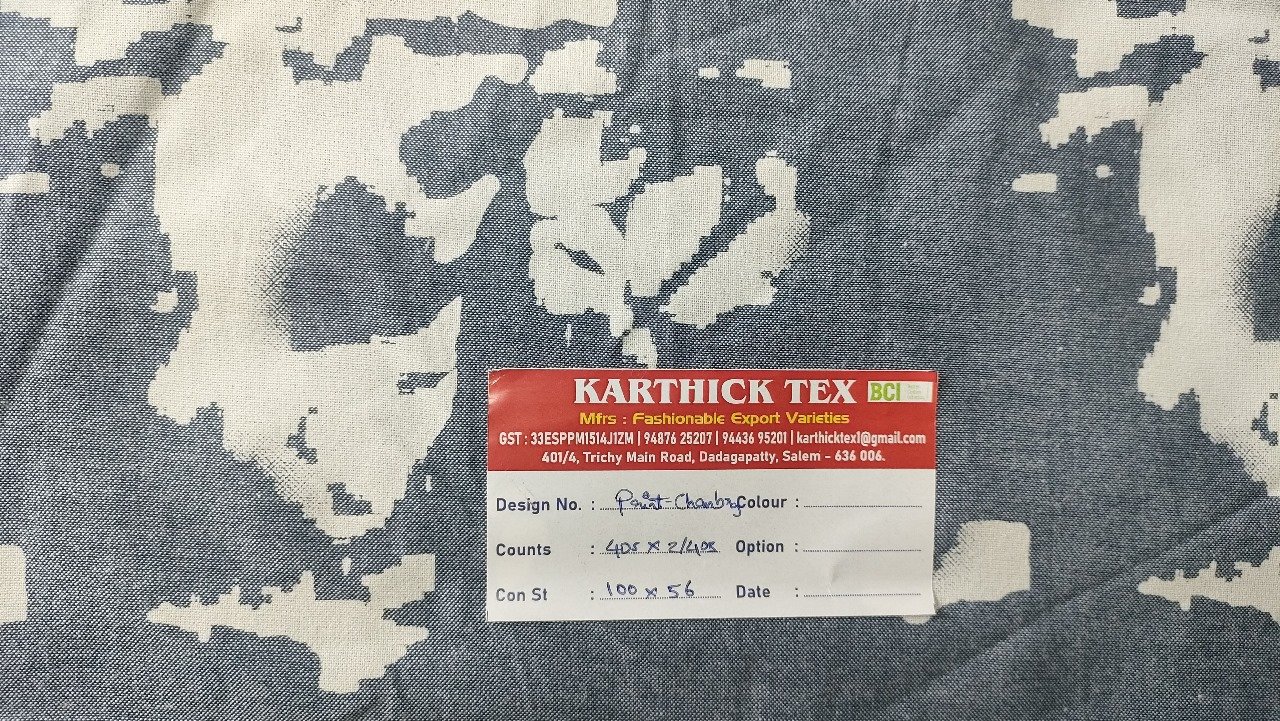 KARTHICK TEX BCI
Mfrs : Fashionable Export Varieties
GST : 33ESPPM1514J1ZM | 94876 25207 | 94436 95201 | karthicktex1@gmail.com
401/4, Trichy Main Road, Dadagapatty, Salem - 636 006.
Design No. : Print Chambry Colour :
Counts : 40s x 2/40s Option :
Con St : 100 x 56 Date :